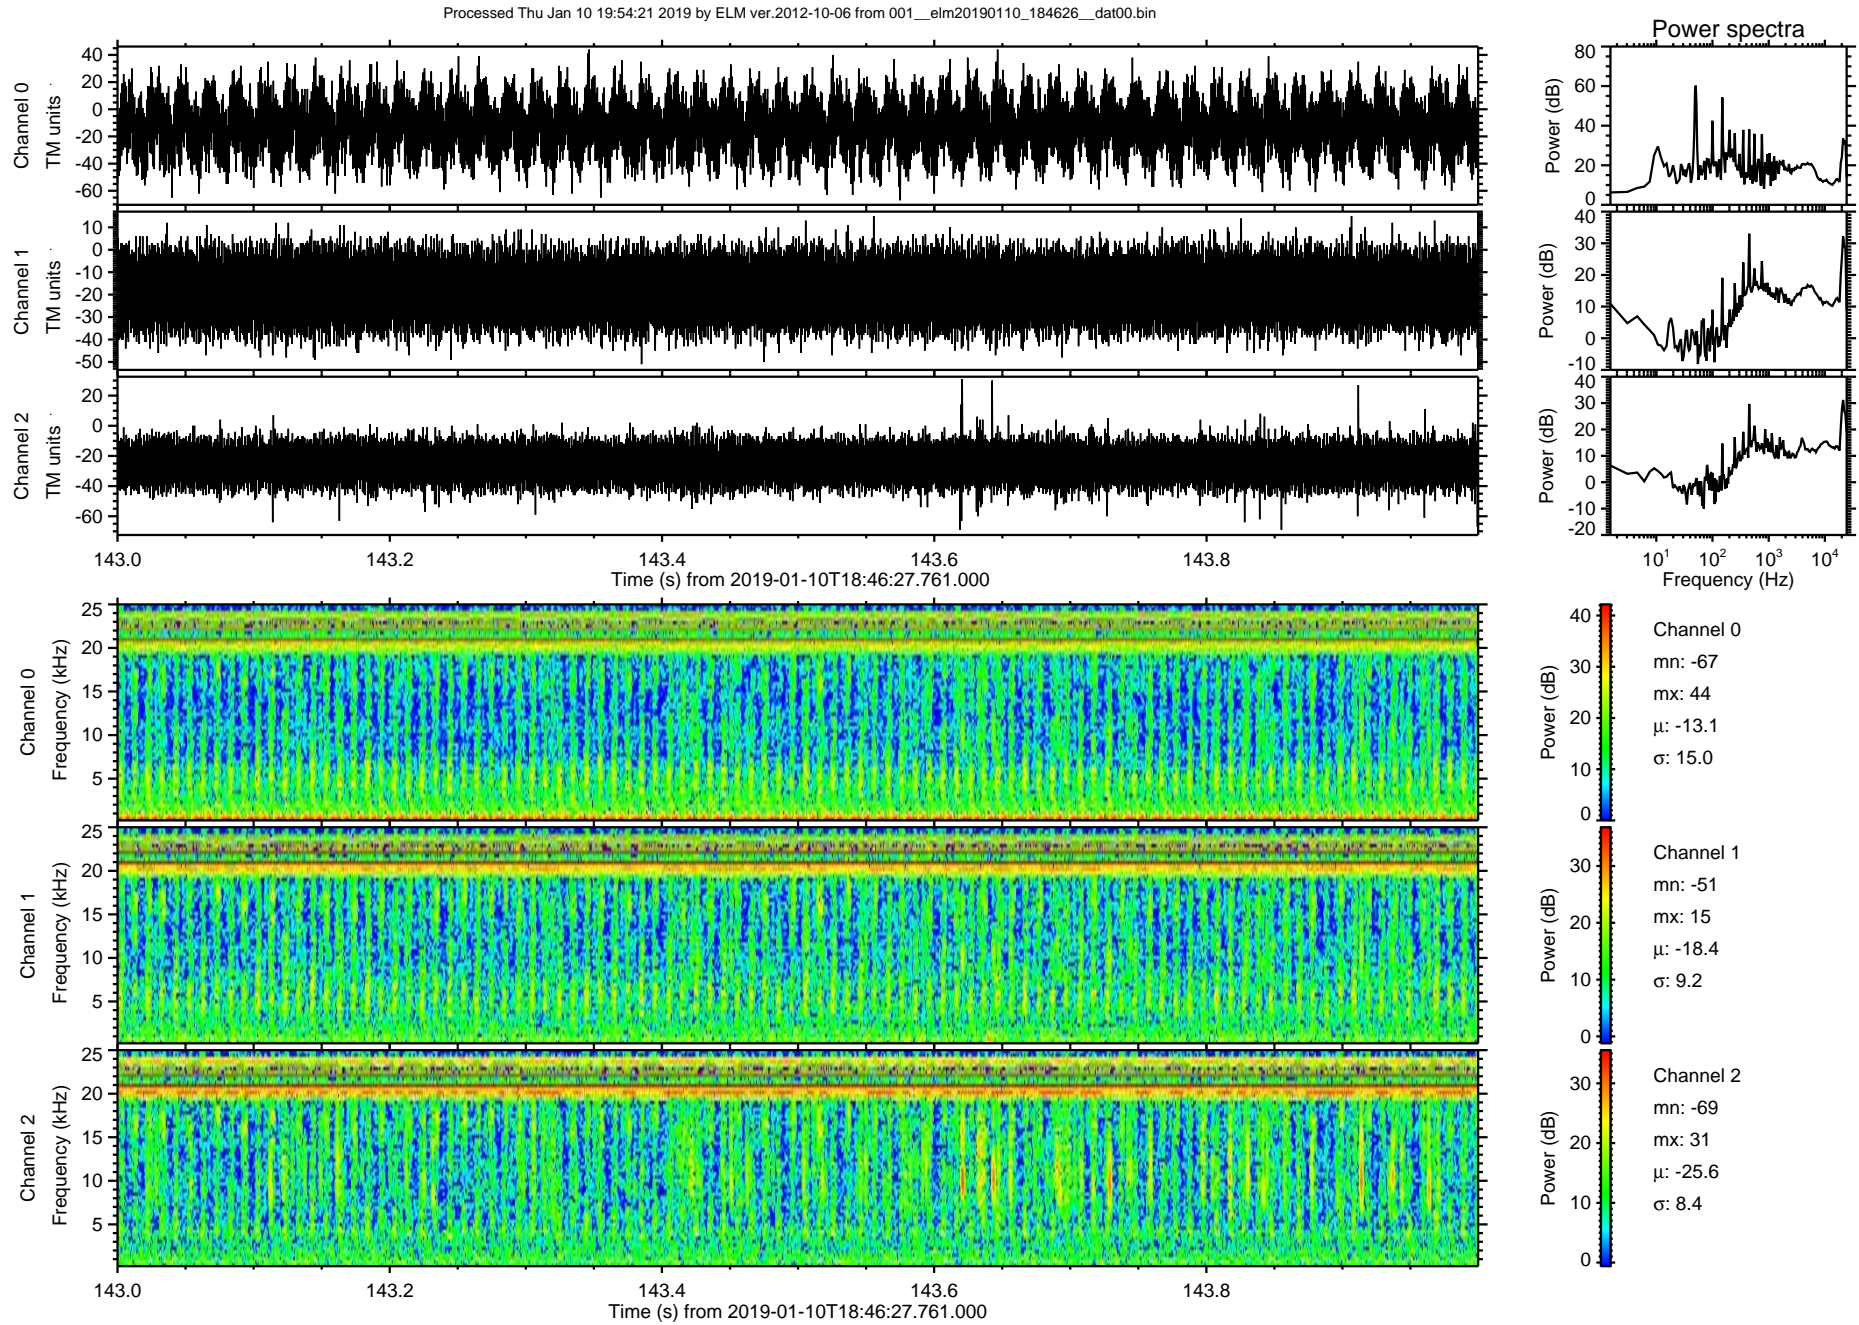 Processed Thu Jan 10 19:54:21 2019 by ELM ver.2012-10-06 from 001__elm20190110_184626__dat00.bin
Power spectra
Channel 0
TM units
40
20
0
-20
-40
-60
Power (dB)
80
60
40
20
0
Channel 1
TM units
10
0
-10
-20
-30
-40
-50
Power (dB)
40
30
20
10
0
-10
Channel 2
TM units
20
0
-20
-40
-60
Power (dB)
40
30
20
10
0
-10
-20
143.0 143.2 143.4 143.6 143.8
Time (s) from 2019-01-10T18:46:27.761.000
10^1 10^2 10^3 10^4
Frequency (Hz)
Channel 0
Frequency (kHz)
25
20
15
10
5
Power (dB)
40
30
20
10
0
Channel 0
mn: -67
mx: 44
μ: -13.1
σ: 15.0
Channel 1
Frequency (kHz)
25
20
15
10
5
Power (dB)
30
20
10
0
Channel 1
mn: -51
mx: 15
μ: -18.4
σ: 9.2
Channel 2
Frequency (kHz)
25
20
15
10
5
Power (dB)
30
20
10
0
Channel 2
mn: -69
mx: 31
μ: -25.6
σ: 8.4
143.0 143.2 143.4 143.6 143.8
Time (s) from 2019-01-10T18:46:27.761.000